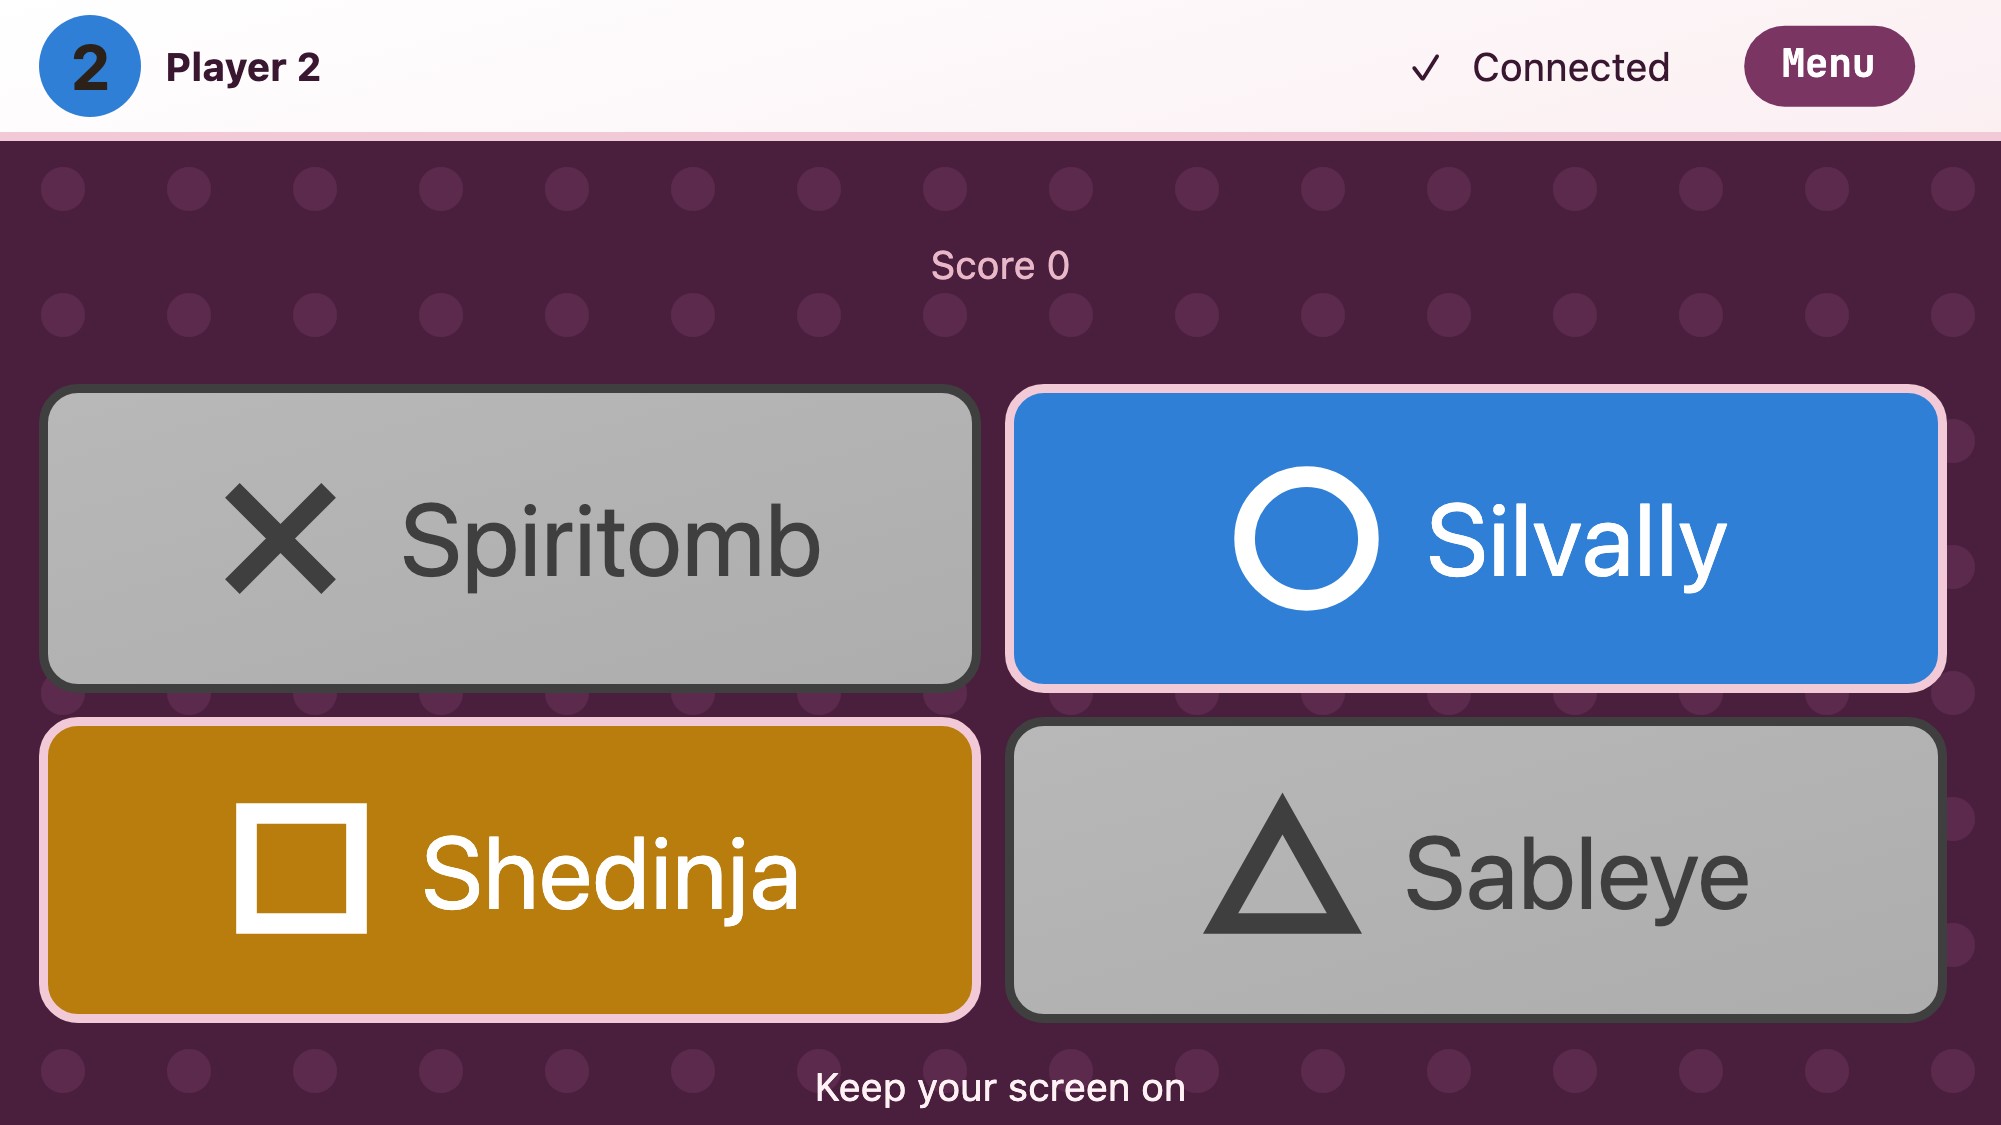 2 Player 2
✓ Connected
Menu
Score 0
Spiritomb
Silvally
Shedinja
Sableye
Keep your screen on